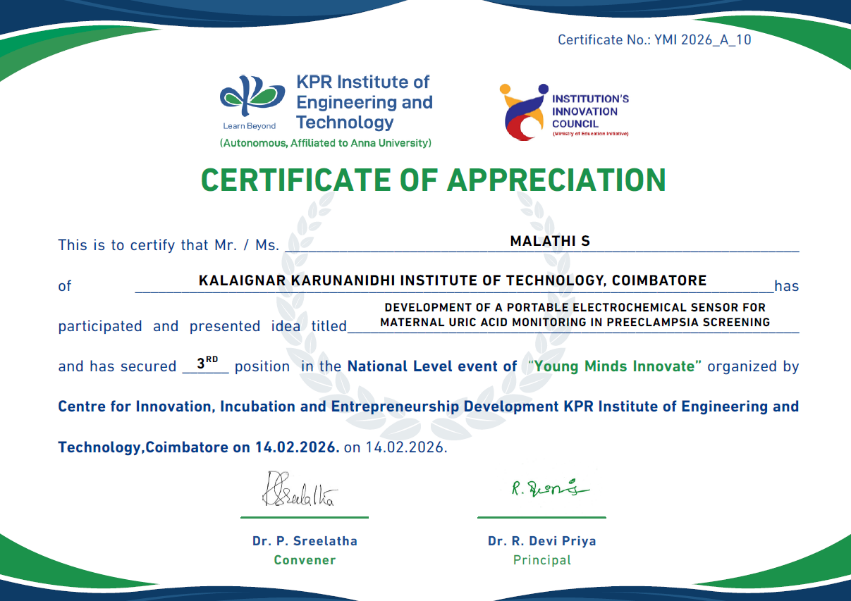 Certificate No.: YMI 2026_A_10
KPR Institute of
Engineering and
Technology
Learn Beyond
(Autonomous, Affiliated to Anna University)
INSTITUTION'S
INNOVATION
COUNCIL
(Ministry of Education Initiative)
CERTIFICATE OF APPRECIATION
This is to certify that Mr. / Ms. MALATHI S
of KALAIGNAR KARUNANIDHI INSTITUTE OF TECHNOLOGY, COIMBATORE has
DEVELOPMENT OF A PORTABLE ELECTROCHEMICAL SENSOR FOR
participated and presented idea titled MATERNAL URIC ACID MONITORING IN PREECLAMPSIA SCREENING
and has secured 3RD position in the National Level event of "Young Minds Innovate" organized by
Centre for Innovation, Incubation and Entrepreneurship Development KPR Institute of Engineering and
Technology,Coimbatore on 14.02.2026. on 14.02.2026.
Dr. P. Sreelatha
Convener
Dr. R. Devi Priya
Principal